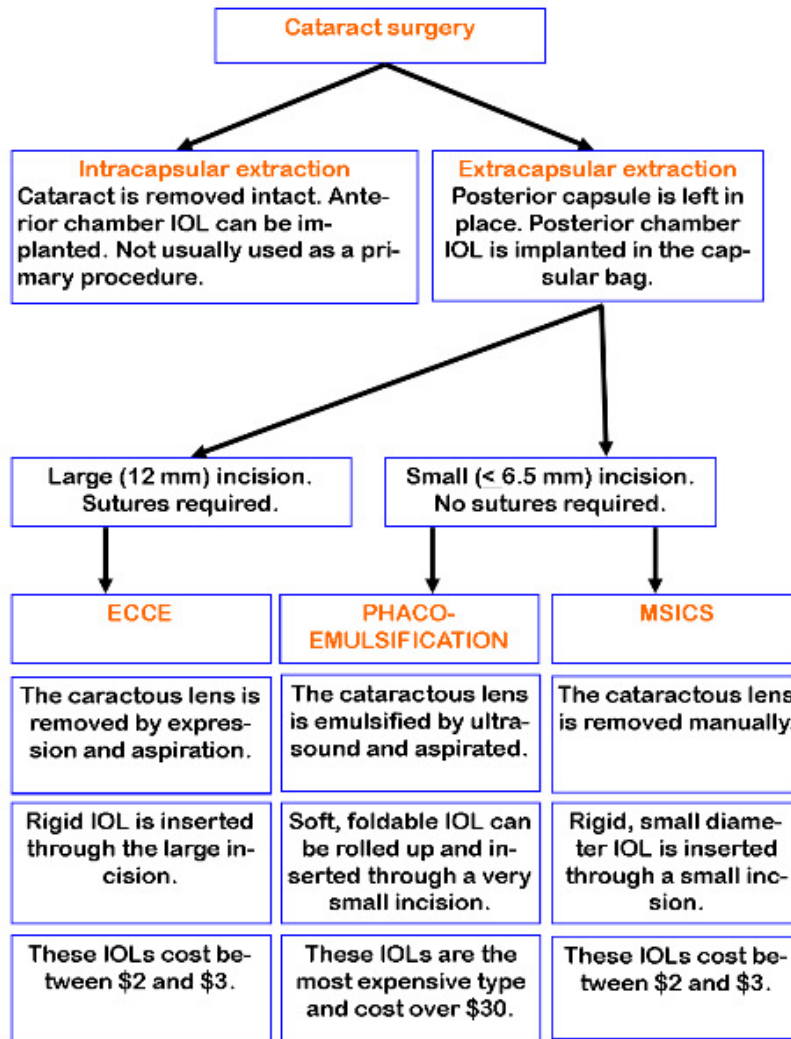 Cataract surgery
Intracapsular extraction
Cataract is removed intact. Ante-
rior chamber IOL can be im-
planted. Not usually used as a pri-
mary procedure.
Extracapsular extraction
Posterior capsule is left in
place. Posterior chamber
IOL is implanted in the cap-
sular bag.
Large (12 mm) incision.
Sutures required.
Small (< 6.5 mm) incision.
No sutures required.
ECCE
PHACO-
EMULSIFICATION
MSICS
The caractous lens is
removed by expres-
sion and aspiration.
The cataractous lens
is emulsified by ultra-
sound and aspirated.
The cataractous lens
is removed manually.
Rigid IOL is inserted
through the large in-
cision.
Soft, foldable IOL can
be rolled up and in-
serted through a very
small incision.
Rigid, small diame-
ter IOL is inserted
through a small inc-
sion.
These IOLs cost be-
tween $2 and $3.
These IOLs are the
most expensive type
and cost over $30.
These IOLs cost be-
tween $2 and $3.